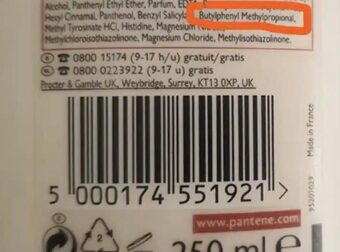 Alcohol, Panthenyl Ethyl Ether, Parfum, EDTA,
Hexyl Cinnamal, Panthenol, Benzyl Butylphenyl Methylpropional,
Methyl Tyrosinate HCl, Histidine, Magnesium
Methylchloroisothiazolinone, Magnesium Chloride, Methylisothiazolinone.
0800 15174 (9-17 h/u) gratuit/gratis
0800 0223922 (9-17 u) gratis
Procter & Gamble UK, Weybridge, Surrey, KT13 0XP, UK
5 000174 551921 >
2
www.pantene.com
250 ml e
Made in France